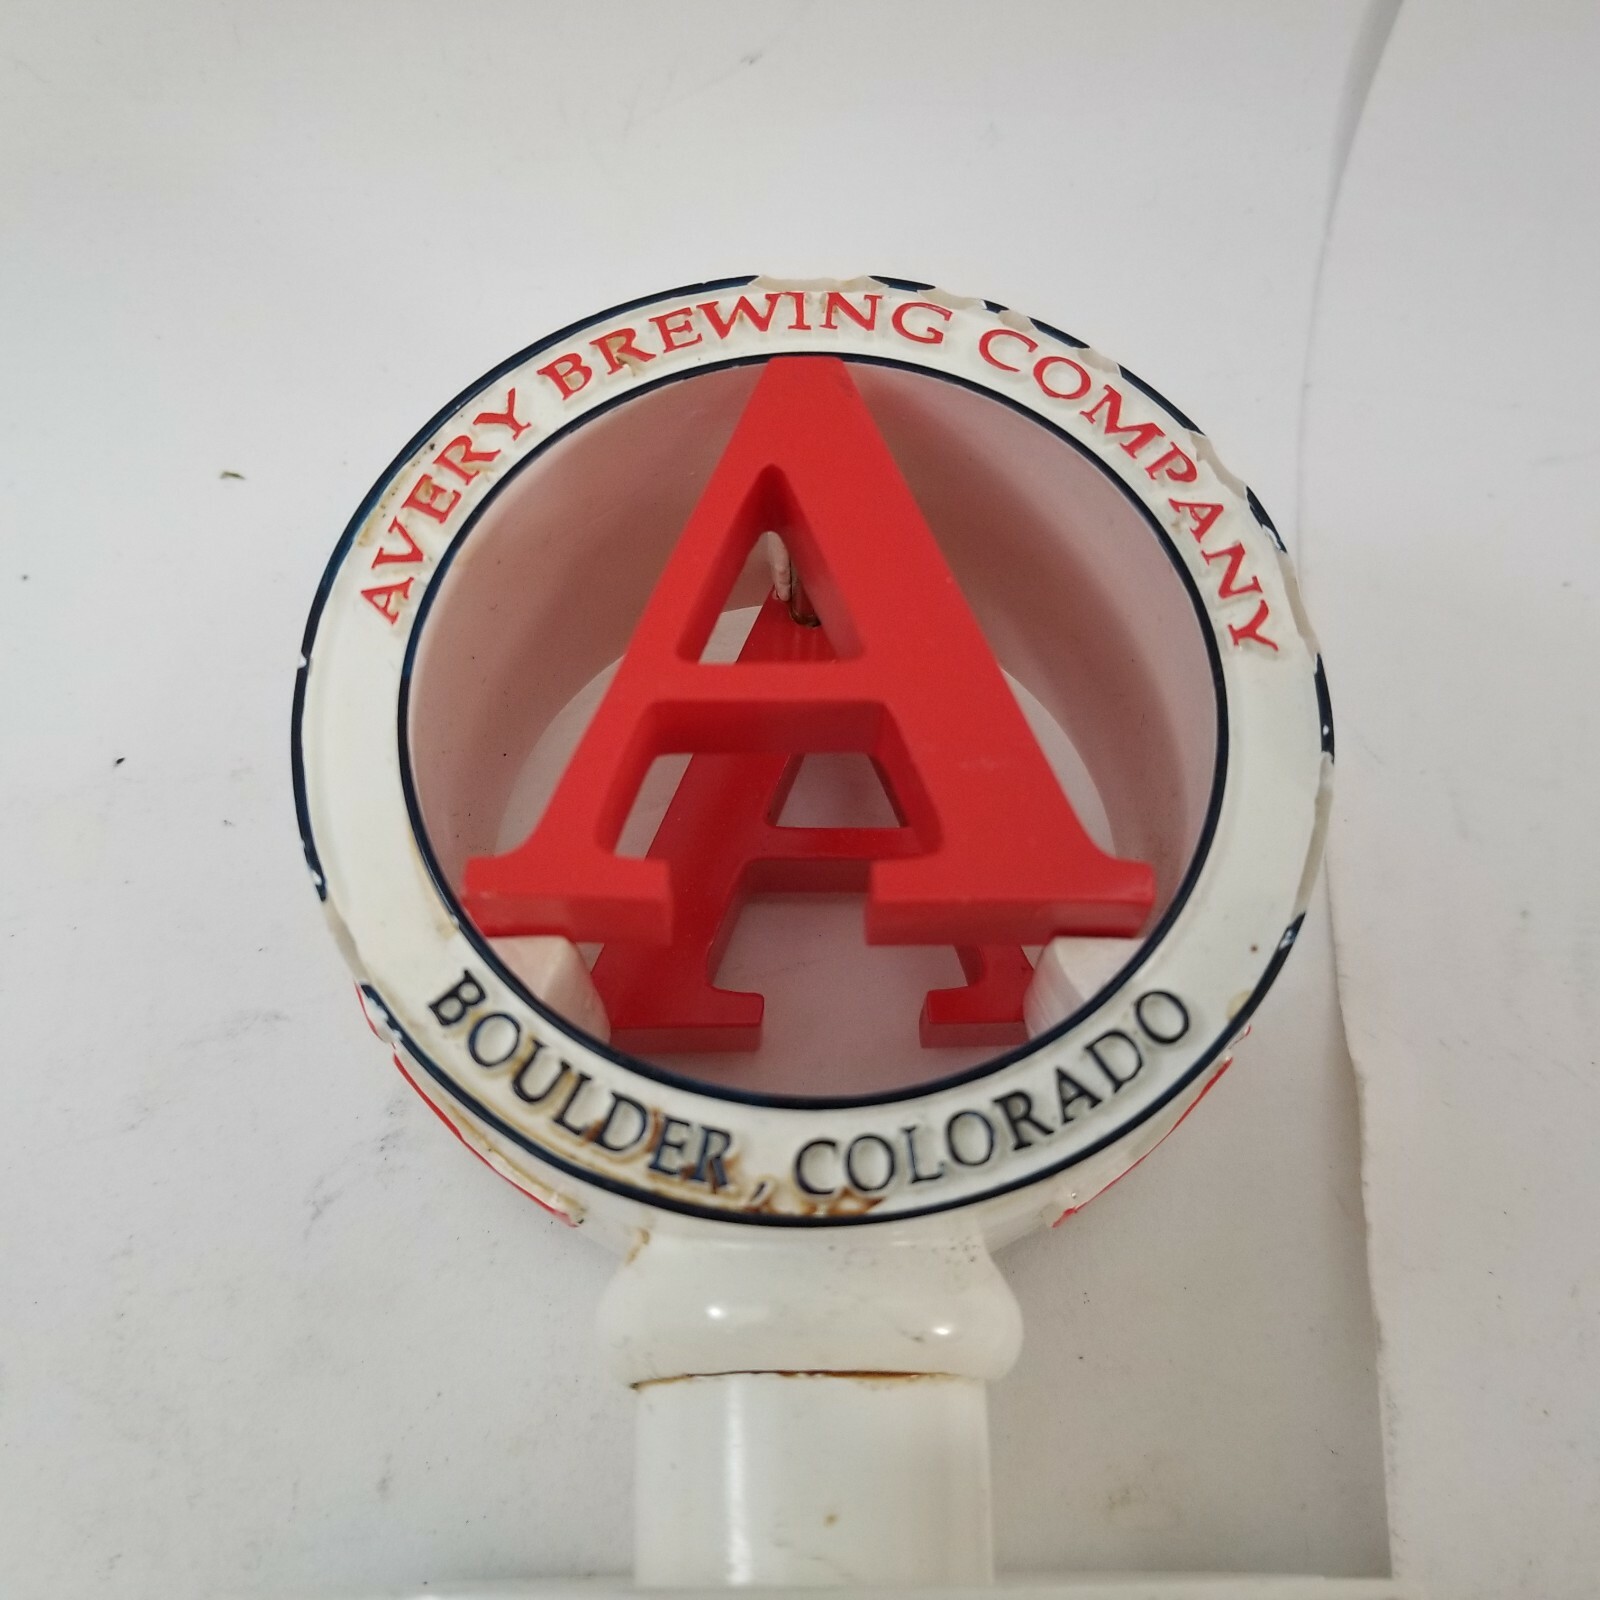 AVERY BREWING COMPANY
A
A
BOULDER, COLORADO